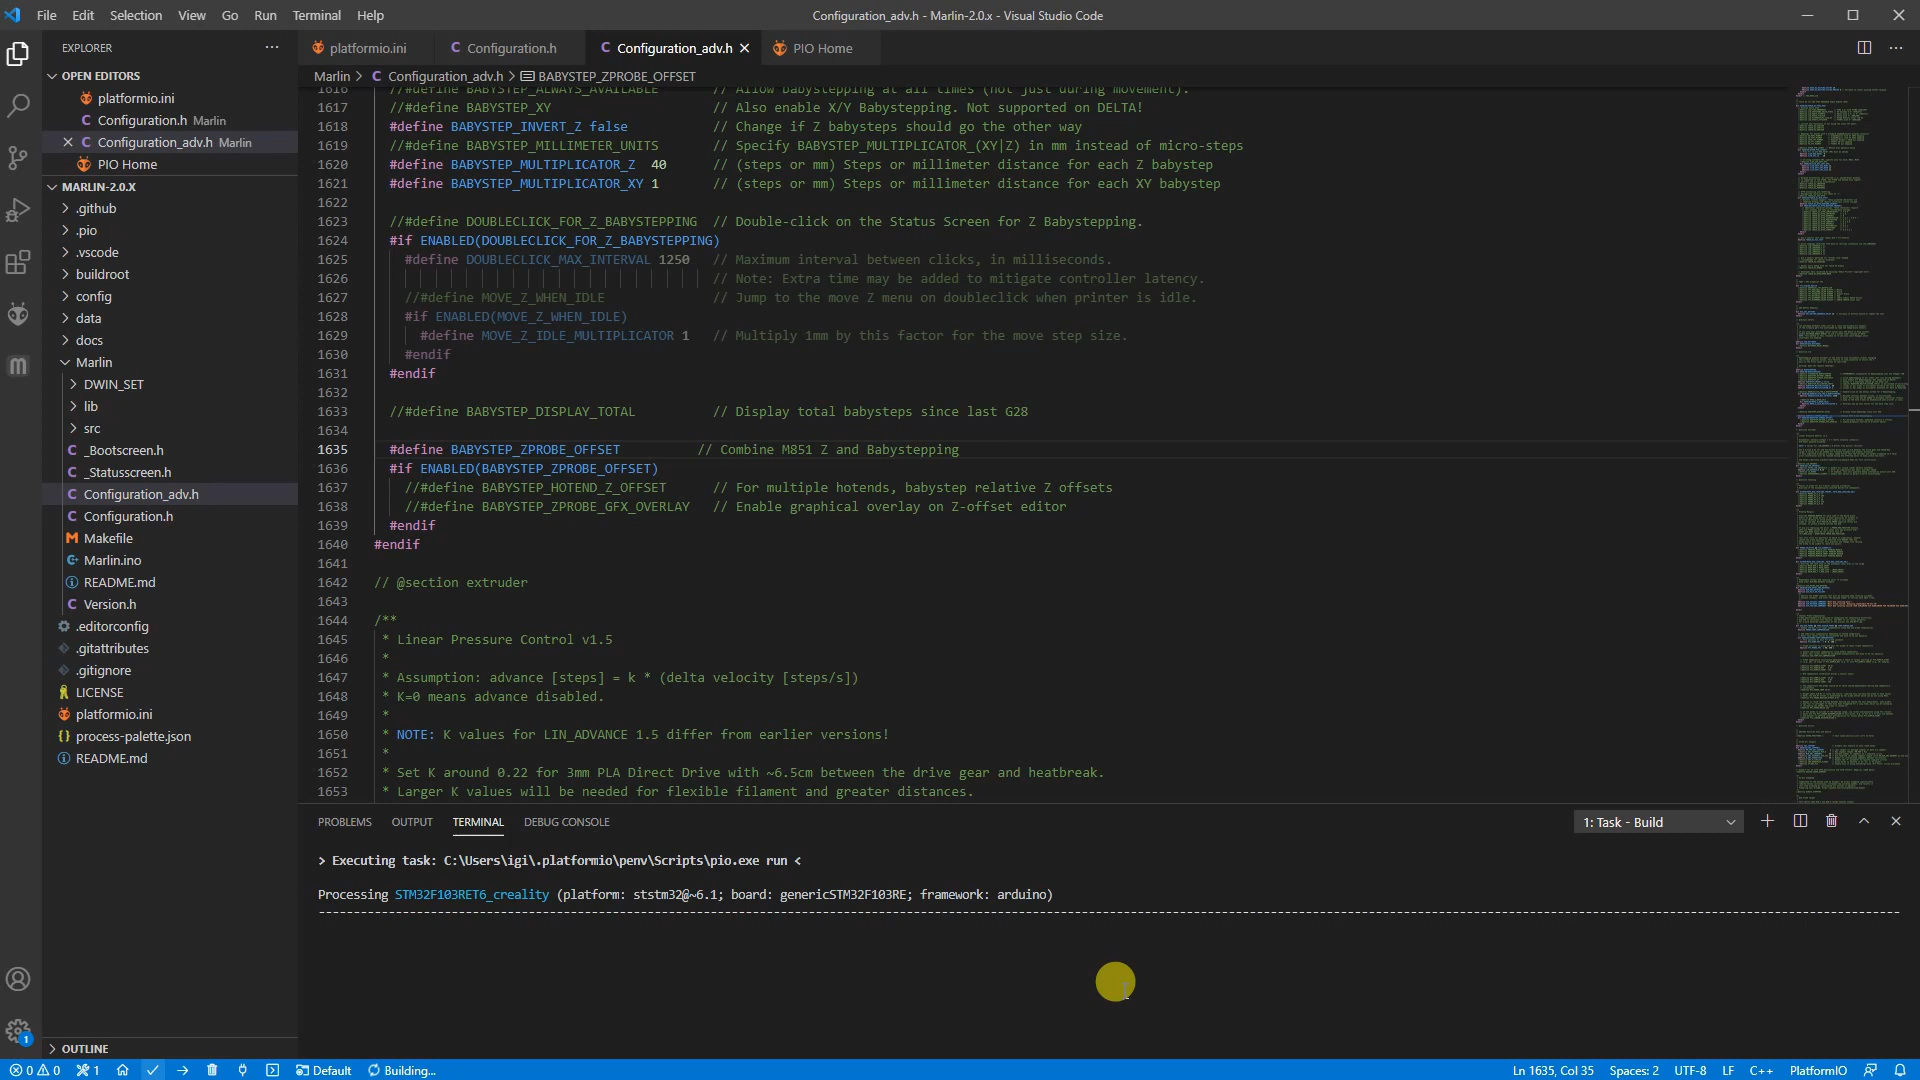 File Edit Selection View Go Run Terminal Help
Configuration_adv.h - Marlin-2.0.x - Visual Studio Code
EXPLORER
OPEN EDITORS
platformio.ini
Configuration.h Marlin
Configuration_adv.h Marlin
PIO Home
MARLIN-2.0.X
.github
.pio
.vscode
buildroot
config
data
docs
Marlin
DWIN_SET
lib
src
_Bootscreen.h
_Statusscreen.h
Configuration_adv.h
Configuration.h
Makefile
Marlin.ino
README.md
Version.h
.editorconfig
.gitattributes
.gitignore
LICENSE
platformio.ini
process-palette.json
README.md
OUTLINE
platformio.ini Configuration.h Configuration_adv.h PIO Home
Marlin > Configuration_adv.h > BABYSTEP_ZPROBE_OFFSET
1616 //#define BABYSTEP_ALWAYS_AVAILABLE // Allow babystepping at all times (not just during movement).
1617 //#define BABYSTEP_XY // Also enable X/Y Babystepping. Not supported on DELTA!
1618 #define BABYSTEP_INVERT_Z false // Change if Z babysteps should go the other way
1619 //#define BABYSTEP_MILLIMETER_UNITS // Specify BABYSTEP_MULTIPLICATOR_(XY|Z) in mm instead of micro-steps
1620 #define BABYSTEP_MULTIPLICATOR_Z 40 // (steps or mm) Steps or millimeter distance for each Z babystep
1621 #define BABYSTEP_MULTIPLICATOR_XY 1 // (steps or mm) Steps or millimeter distance for each XY babystep
1622
1623 //#define DOUBLECLICK_FOR_Z_BABYSTEPPING // Double-click on the Status Screen for Z Babystepping.
1624 #if ENABLED(DOUBLECLICK_FOR_Z_BABYSTEPPING)
1625 #define DOUBLECLICK_MAX_INTERVAL 1250 // Maximum interval between clicks, in milliseconds.
1626 // Note: Extra time may be added to mitigate controller latency.
1627 //#define MOVE_Z_WHEN_IDLE // Jump to the move Z menu on doubleclick when printer is idle.
1628 #if ENABLED(MOVE_Z_WHEN_IDLE)
1629 #define MOVE_Z_IDLE_MULTIPLICATOR 1 // Multiply 1mm by this factor for the move step size.
1630 #endif
1631 #endif
1632
1633 //#define BABYSTEP_DISPLAY_TOTAL // Display total babysteps since last G28
1634
1635 #define BABYSTEP_ZPROBE_OFFSET // Combine M851 Z and Babystepping
1636 #if ENABLED(BABYSTEP_ZPROBE_OFFSET)
1637 //#define BABYSTEP_HOTEND_Z_OFFSET // For multiple hotends, babystep relative Z offsets
1638 //#define BABYSTEP_ZPROBE_GFX_OVERLAY // Enable graphical overlay on Z-offset editor
1639 #endif
1640 #endif
1641
1642 // @section extruder
1643
1644 /**
1645 * Linear Pressure Control v1.5
1646 *
1647 * Assumption: advance [steps] = k * (delta velocity [steps/s])
1648 * K=0 means advance disabled.
1649 *
1650 * NOTE: K values for LIN_ADVANCE 1.5 differ from earlier versions!
1651 *
1652 * Set K around 0.22 for 3mm PLA Direct Drive with ~6.5cm between the drive gear and heatbreak.
1653 * Larger K values will be needed for flexible filament and greater distances.
PROBLEMS OUTPUT TERMINAL DEBUG CONSOLE 1: Task - Build
> Executing task: C:\Users\igi\.platformio\penv\Scripts\pio.exe run <
Processing STM32F103RET6_creality (platform: ststm32@~6.1; board: genericSTM32F103RE; framework: arduino)
1
0 0 1 Default Building... Ln 1635, Col 35 Spaces: 2 UTF-8 LF C++ PlatformIO